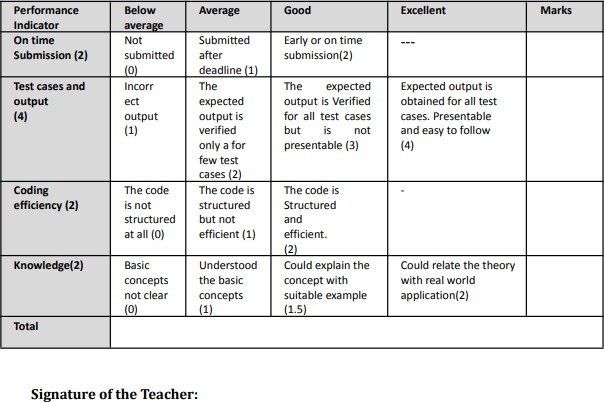 Performance Indicator | Below average | Average | Good | Excellent | Marks
On time Submission (2) | Not submitted (0) | Submitted after deadline (1) | Early or on time submission(2) | --- |
Test cases and output (4) | Incorr ect output (1) | The expected output is verified only a for few test cases (2) | The expected output is Verified for all test cases but is not presentable (3) | Expected output is obtained for all test cases. Presentable and easy to follow (4) |
Coding efficiency (2) | The code is not structured at all (0) | The code is structured but not efficient (1) | The code is Structured and efficient. (2) | - |
Knowledge(2) | Basic concepts not clear (0) | Understood the basic concepts (1) | Could explain the concept with suitable example (1.5) | Could relate the theory with real world application(2) |
Total
Signature of the Teacher: